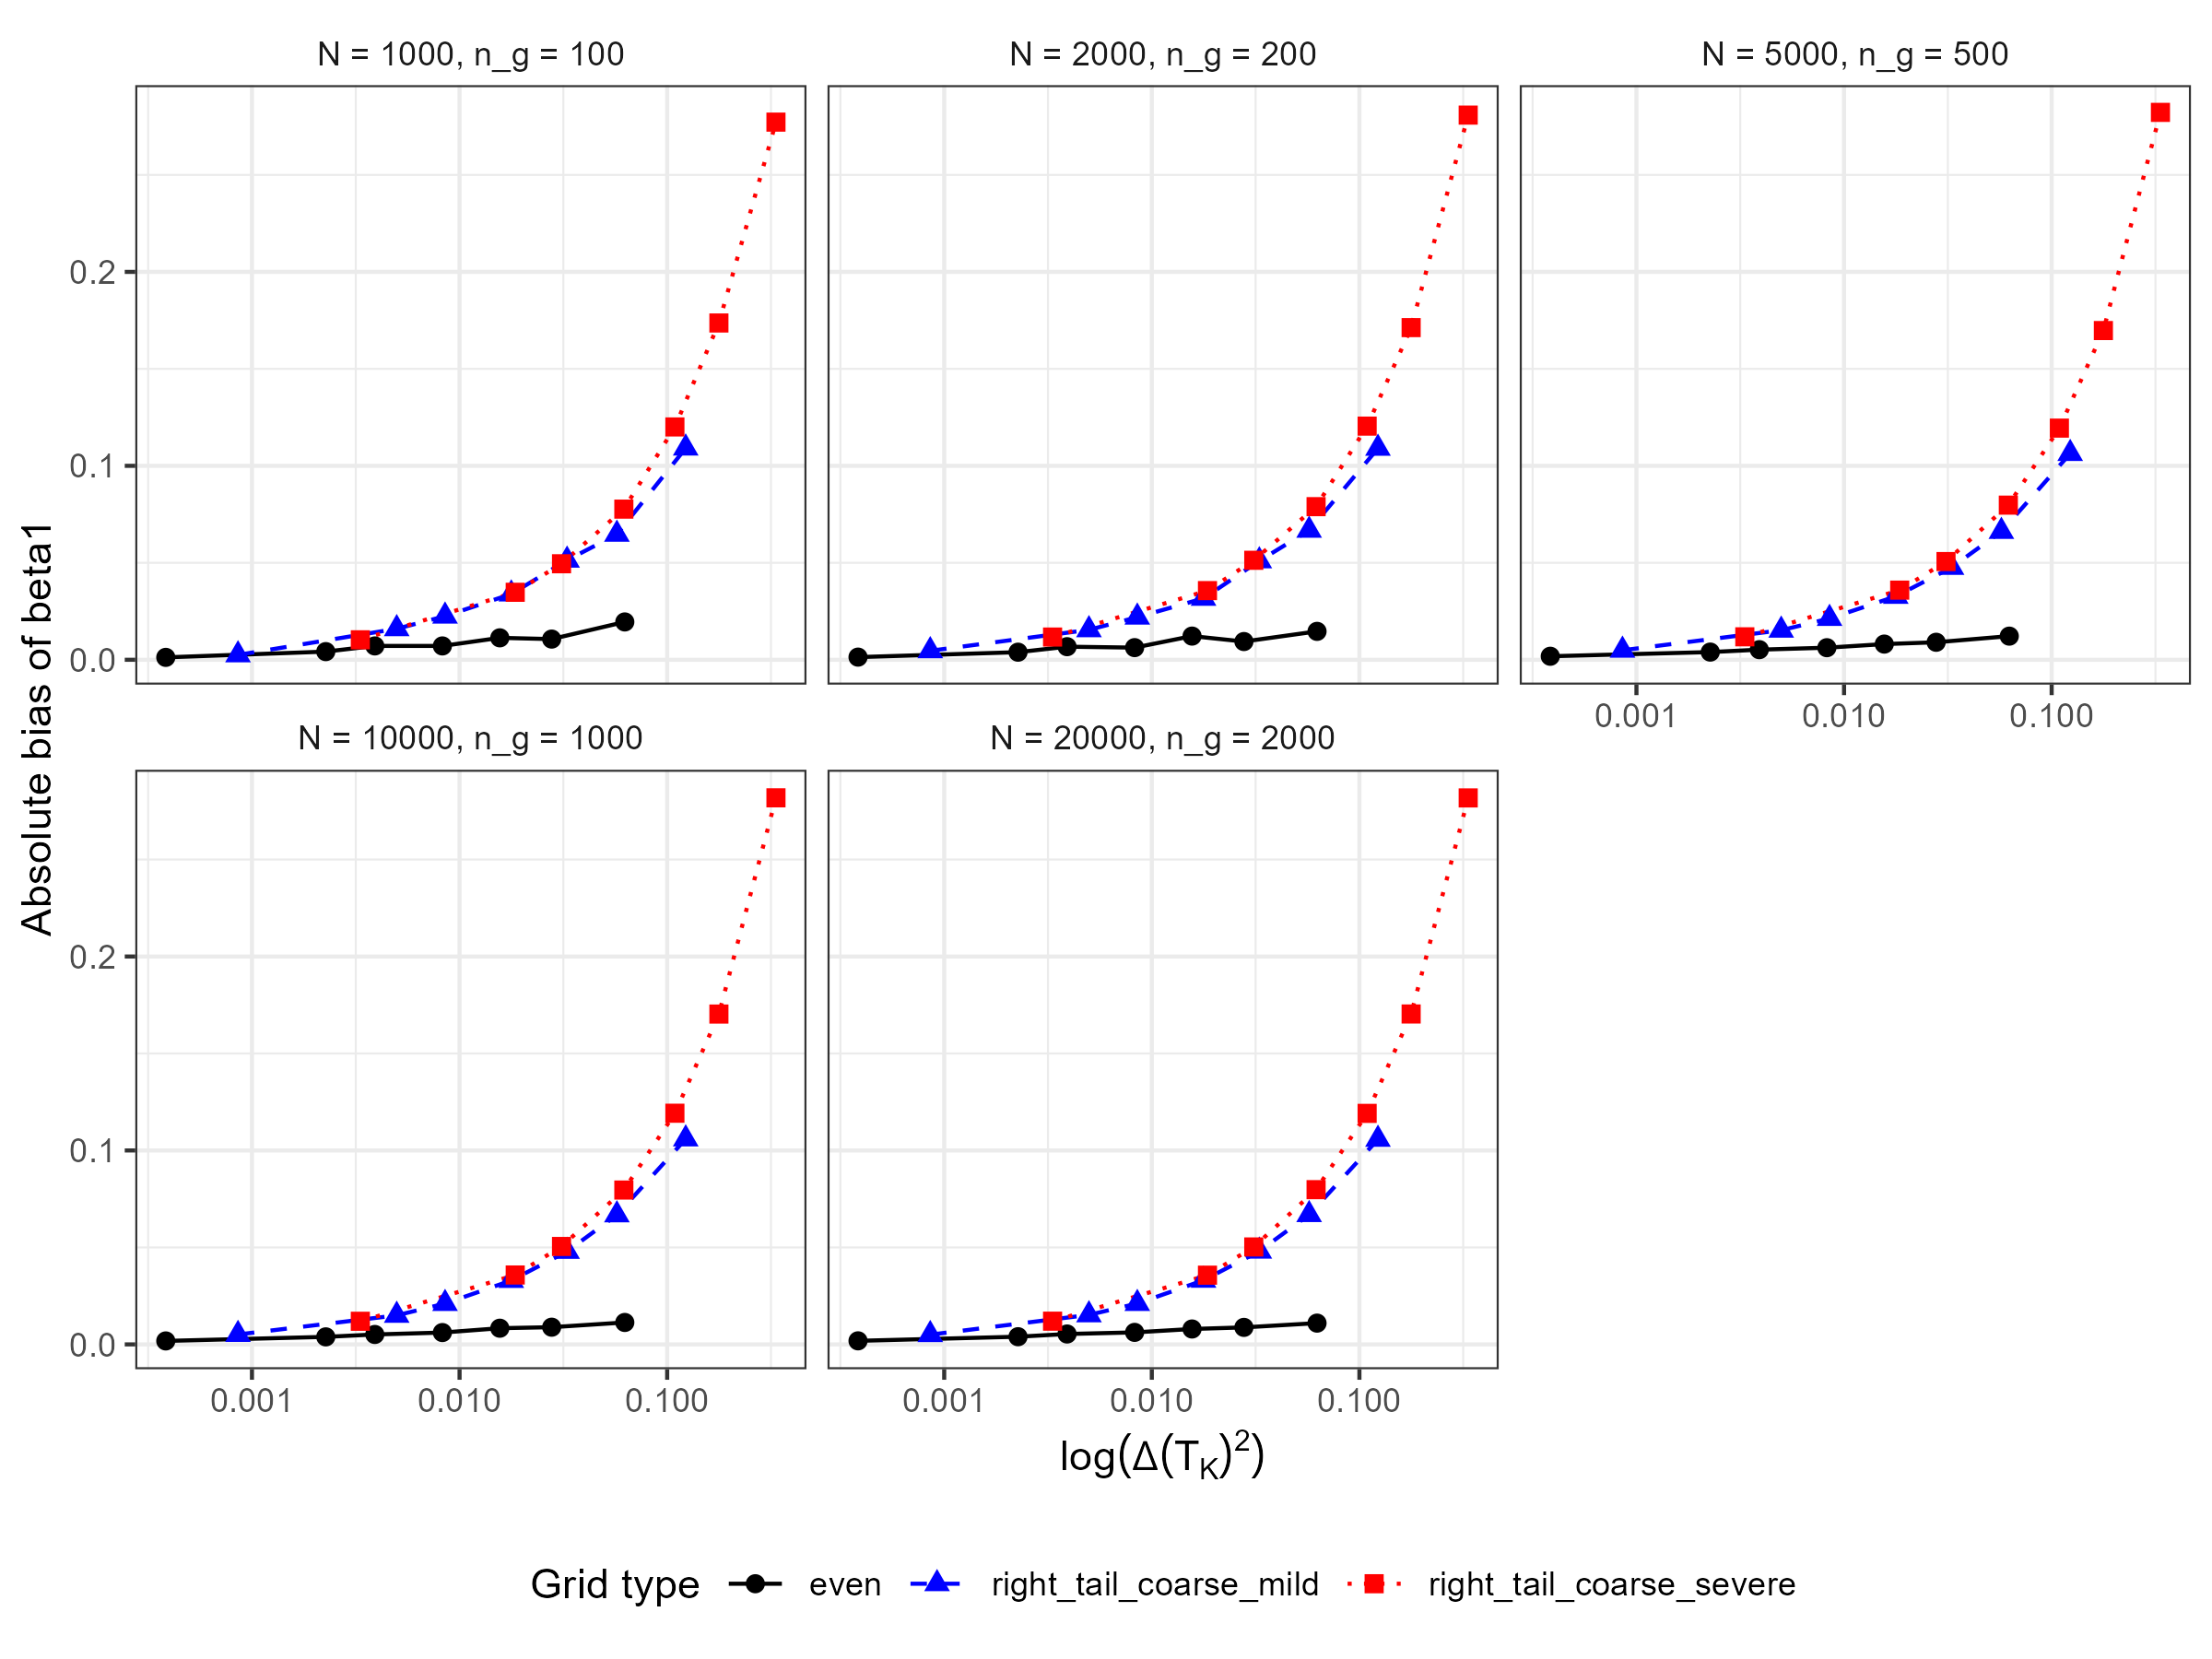 N = 1000, n_g = 100
N = 2000, n_g = 200
N = 5000, n_g = 500
0.2
0.1
0.0
0.001
0.010
0.100
N = 10000, n_g = 1000
N = 20000, n_g = 2000
0.2
0.1
0.0
0.001
0.010
0.100
0.001
0.010
0.100
Absolute bias of beta1
log(Δ(T_K)^2)
Grid type
even
right_tail_coarse_mild
right_tail_coarse_severe